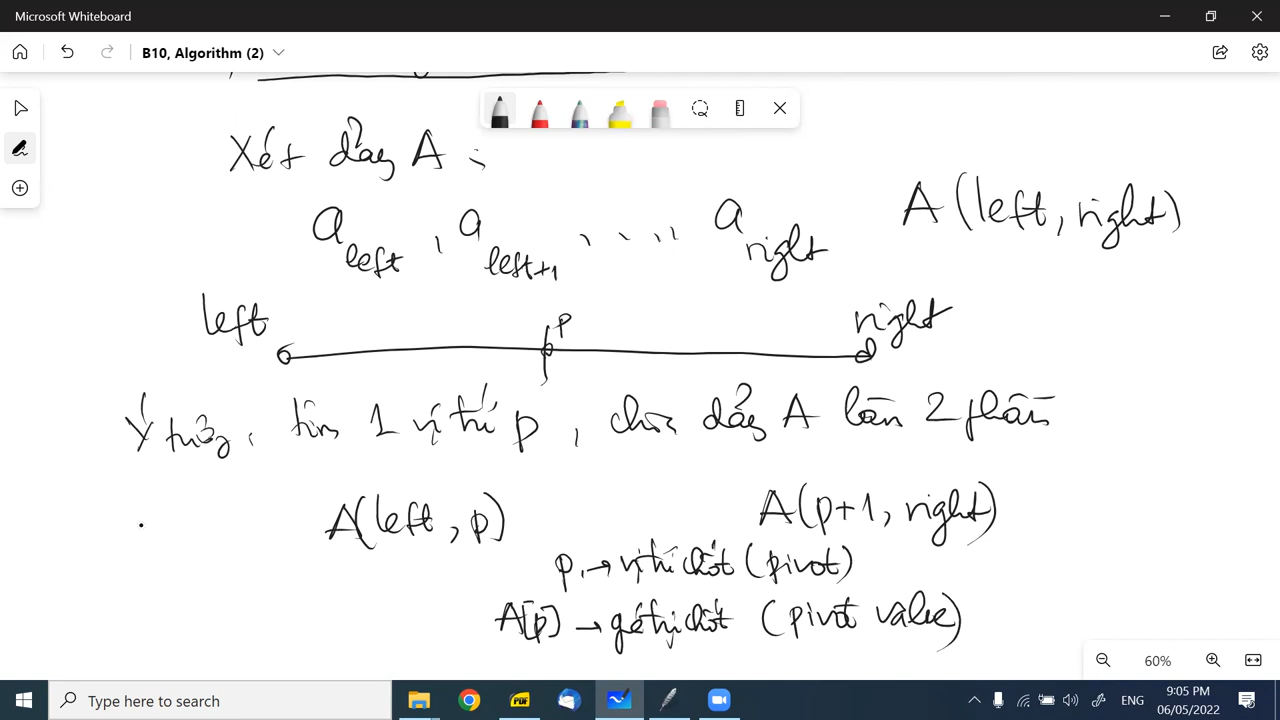 Microsoft Whiteboard
B10, Algorithm (2)
Xét dãy A :
a left , a left+1 , . . . , , a right
A (left, right)
left
p
right
Ý tưởng: tìm 1 vị trí p , chia dãy A làm 2 phần
A(left, p)
A(p+1, right)
p → vị trí chốt (pivot)
A[p] → giá trị chốt (pivot value)
60%
Type here to search
PDF
ENG
9:05 PM
06/05/2022